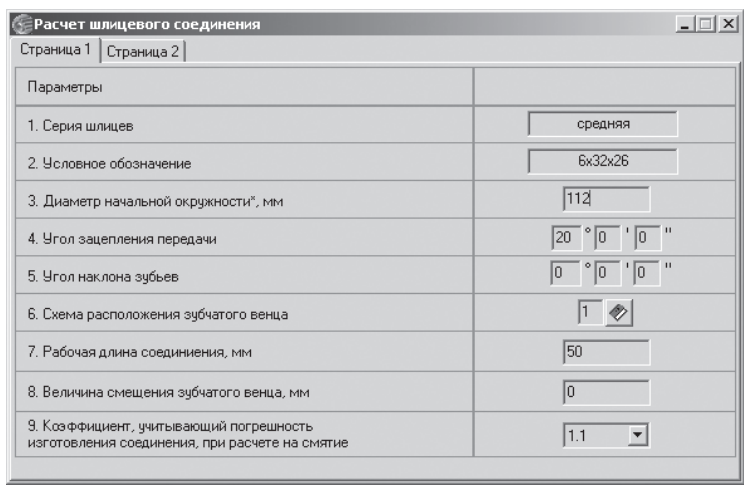 Расчет шлицевого соединения
Страница 1 Страница 2
Параметры
1. Серия шлицев средняя
2. Условное обозначение 6x32x26
3. Диаметр начальной окружности*, мм 112
4. Угол зацепления передачи 20 ° 0 ' 0 "
5. Угол наклона зубьев 0 ° 0 ' 0 "
6. Схема расположения зубчатого венца 1
7. Рабочая длина соединиения, мм 50
8. Величина смещения зубчатого венца, мм 0
9. Коэффициент, учитывающий погрешность
изготовления соединения, при расчете на смятие 1.1